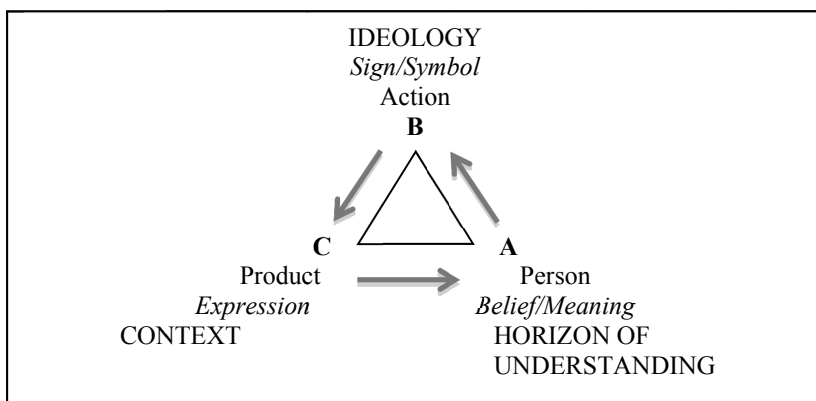 IDEOLOGY
Sign/Symbol
Action
B
C A
Product Person
Expression Belief/Meaning
CONTEXT HORIZON OF
UNDERSTANDING